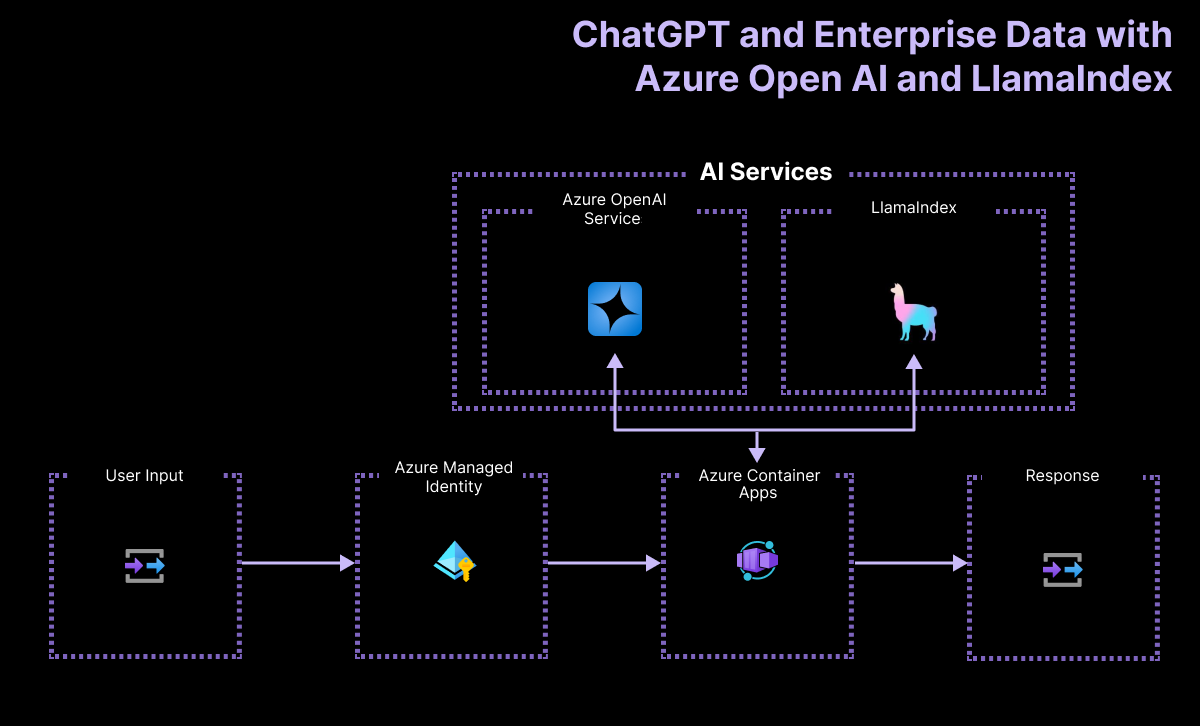 ChatGPT and Enterprise Data with
Azure Open AI and LlamaIndex
AI Services
Azure OpenAI
Service
LlamaIndex
User Input
Azure Managed
Identity
Azure Container
Apps
Response